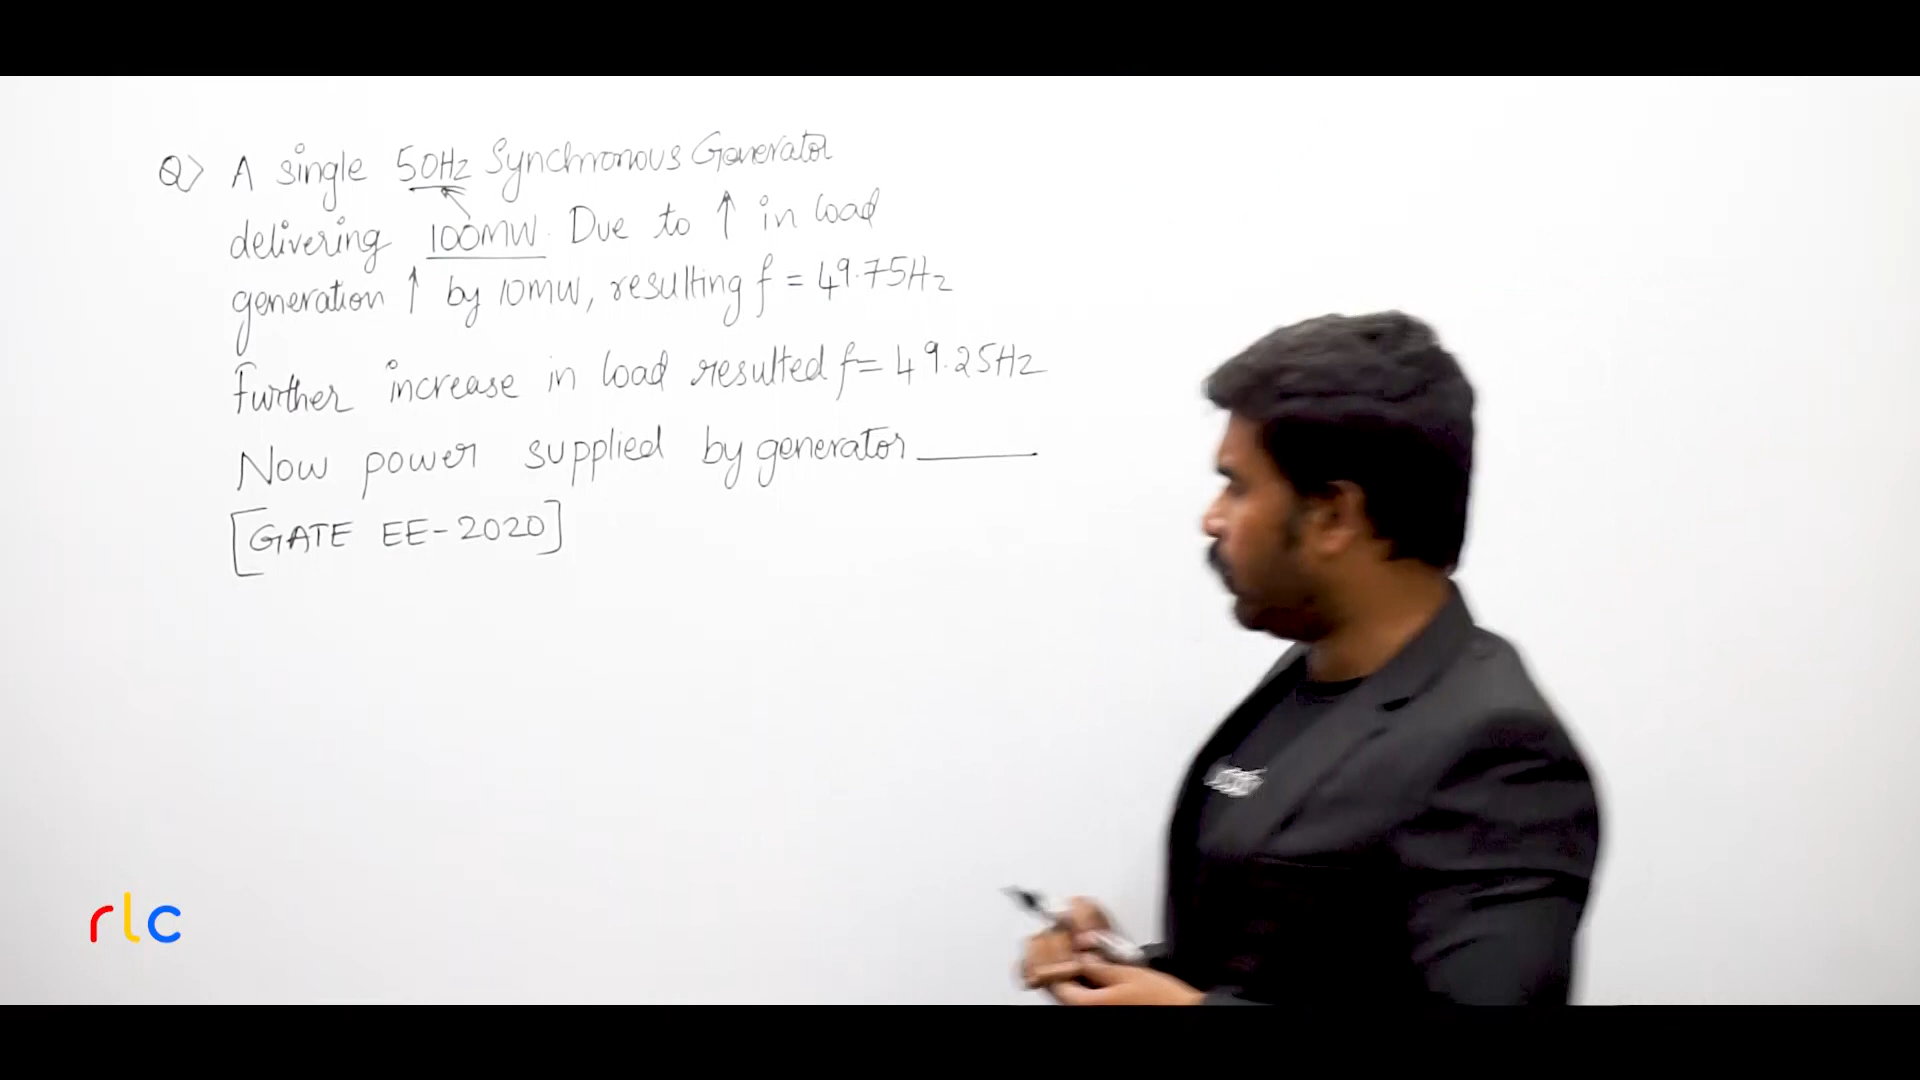 Q> A single 50Hz Synchronous Generator
delivering 100MW. Due to ↑ in load
generation ↑ by 10MW, resulting f = 49.75Hz
Further increase in load resulted f= 49.25Hz
Now power supplied by generator ______
[GATE EE-2020]
rlc